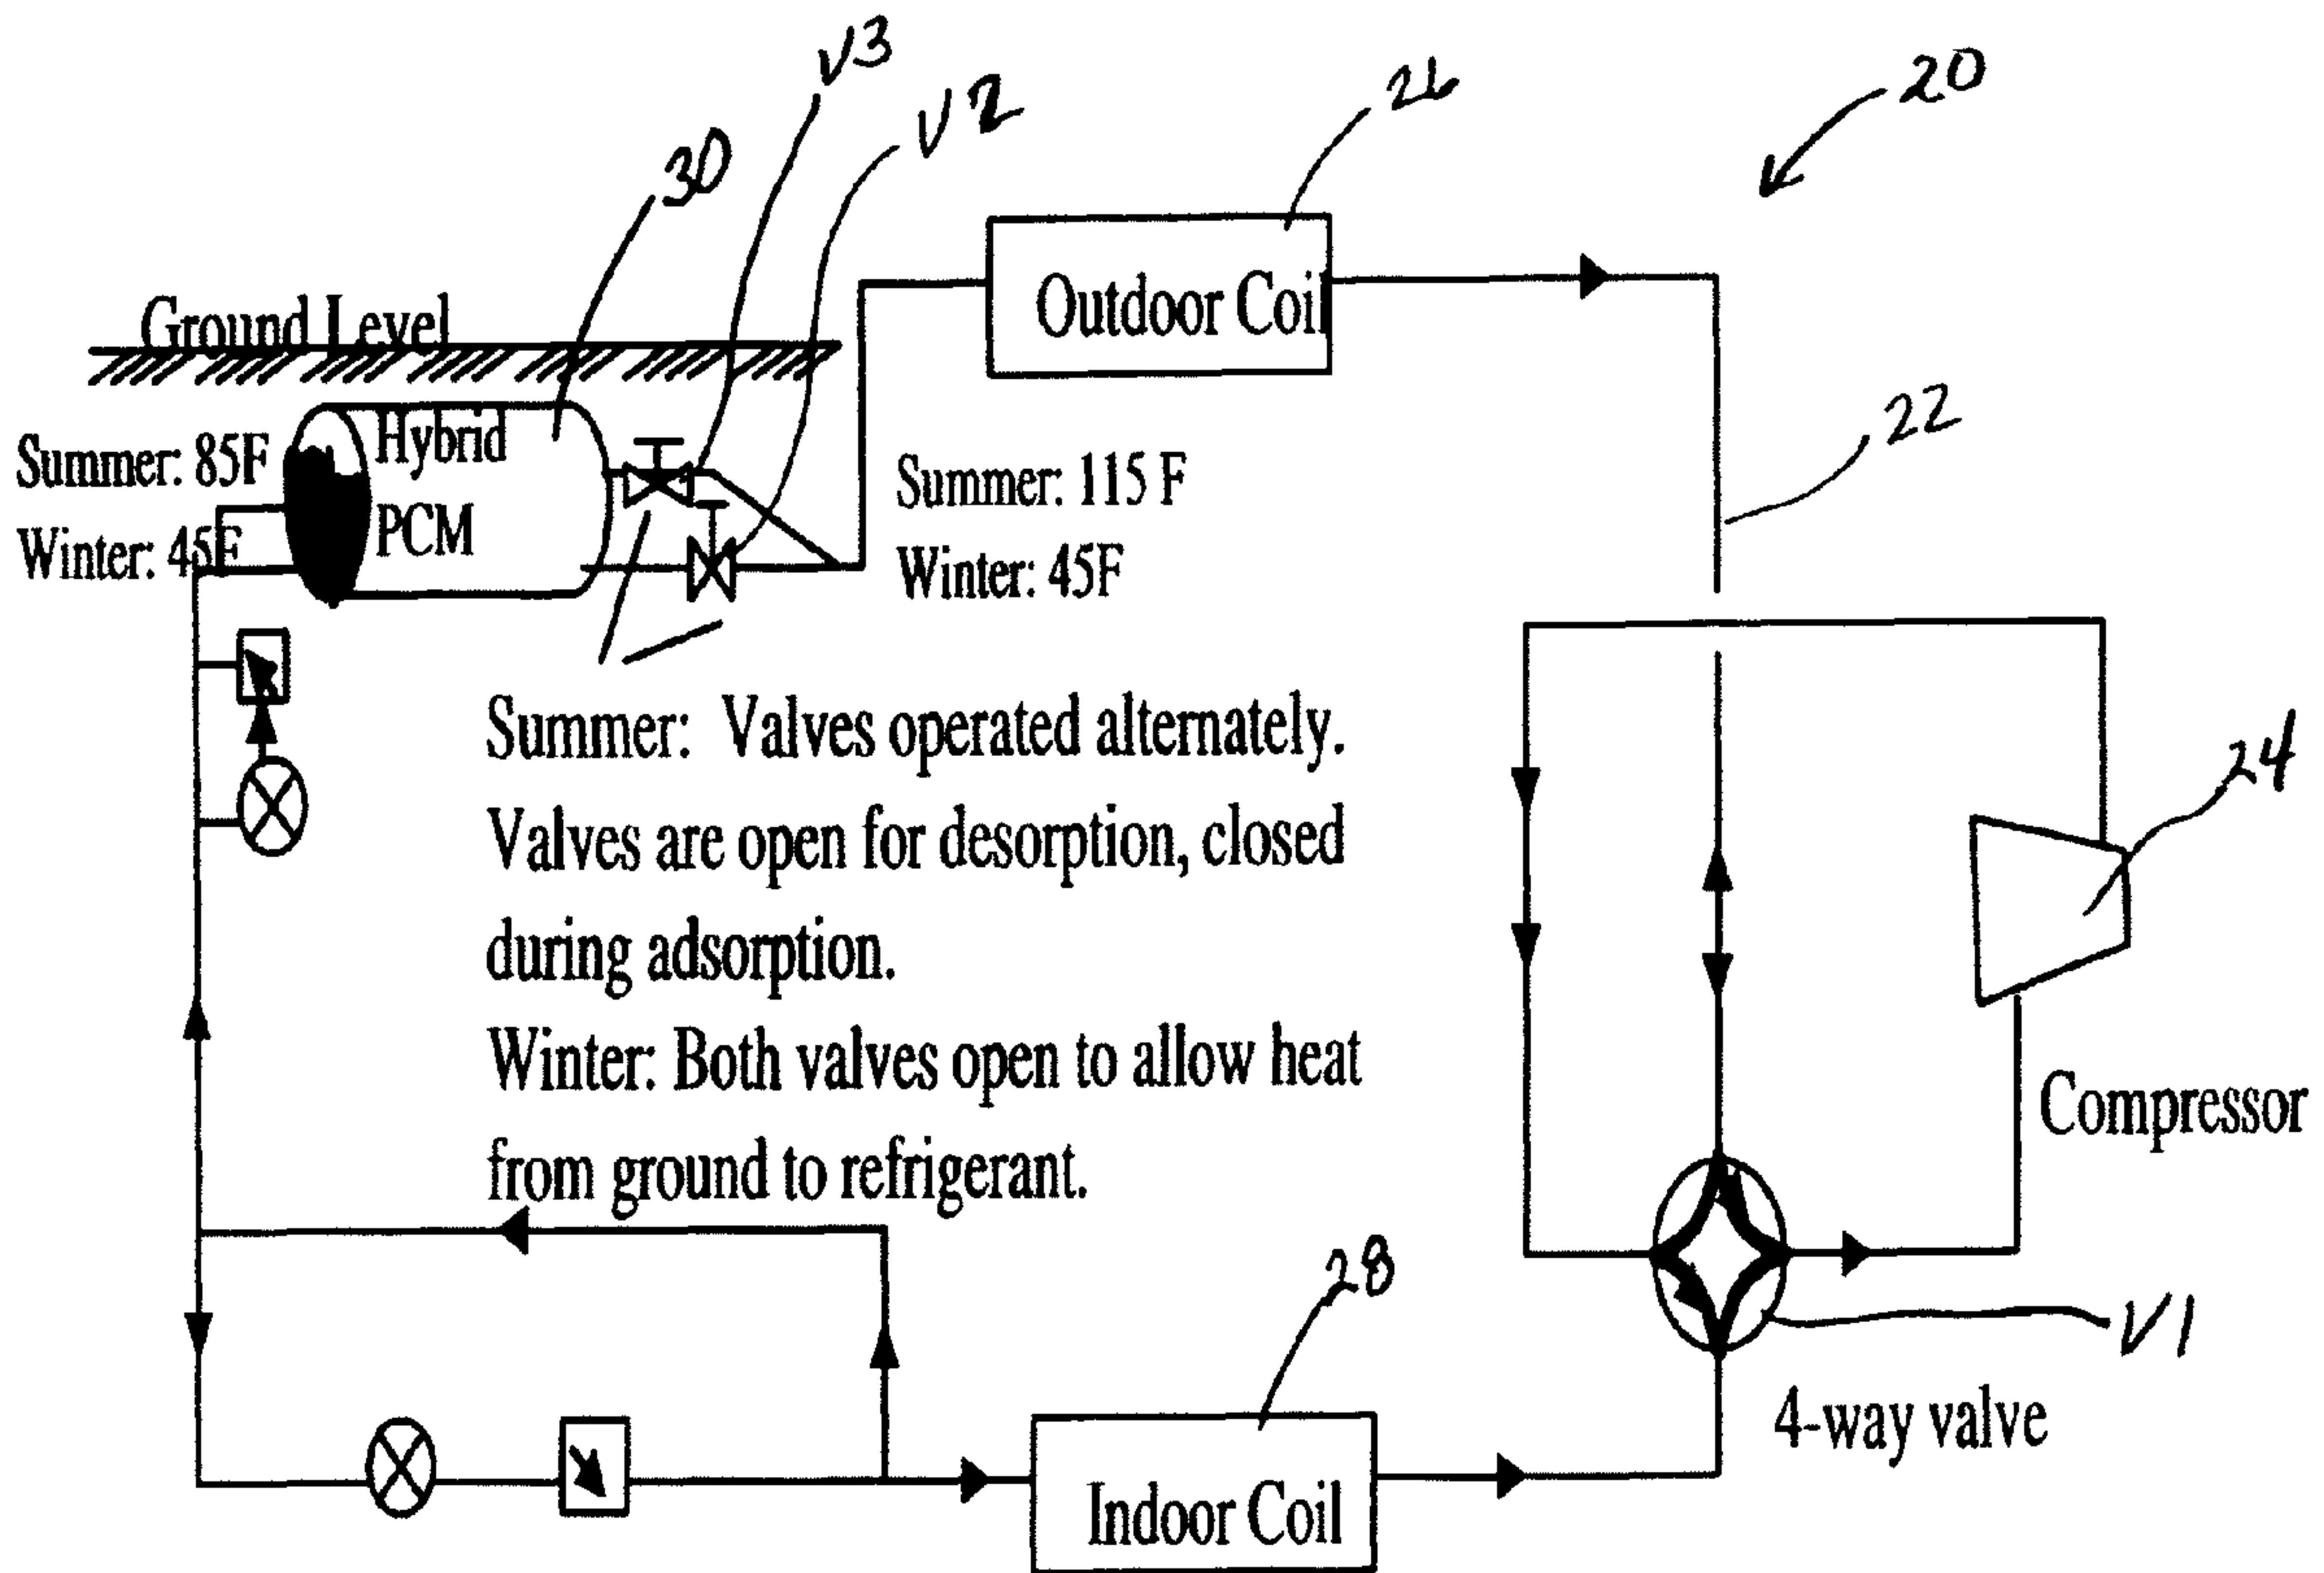 V3
V2
26
20
30
Outdoor Coil
Ground Level
22
Hybrid
Summer: 85F
Summer: 115 F
PCM
Winter: 45F
Winter: 45F
Summer: Valves operated alternately.
Valves are open for desorption, closed
during adsorption.
Winter: Both valves open to allow heat
from ground to refrigerant.
24
Compressor
28
V1
4-way valve
Indoor Coil